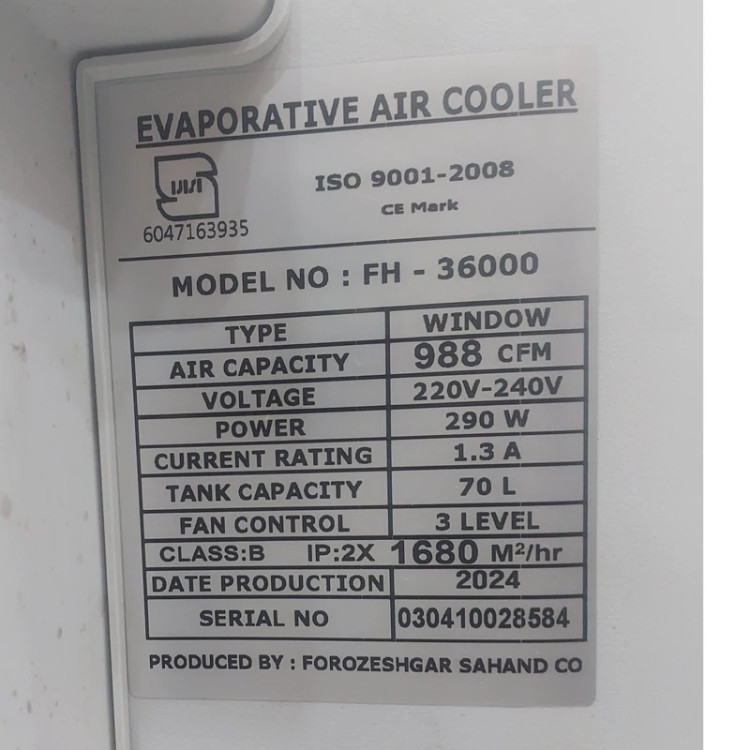 EVAPORATIVE AIR COOLER
ISO 9001-2008
CE Mark
6047163935
MODEL NO : FH - 36000
TYPE WINDOW
AIR CAPACITY 988 CFM
VOLTAGE 220V-240V
POWER 290 W
CURRENT RATING 1.3 A
TANK CAPACITY 70 L
FAN CONTROL 3 LEVEL
CLASS:B IP:2X 1680 M²/hr
DATE PRODUCTION 2024
SERIAL NO 030410028584
PRODUCED BY : FOROZESHGAR SAHAND CO